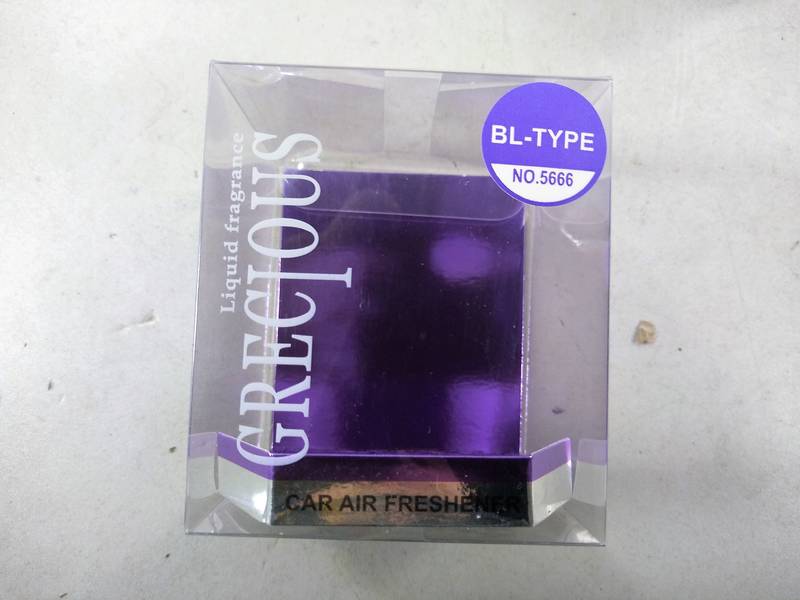 BL-TYPE
NO.5666
Liquid fragrance
GRECIOUS
CAR AIR FRESHENER